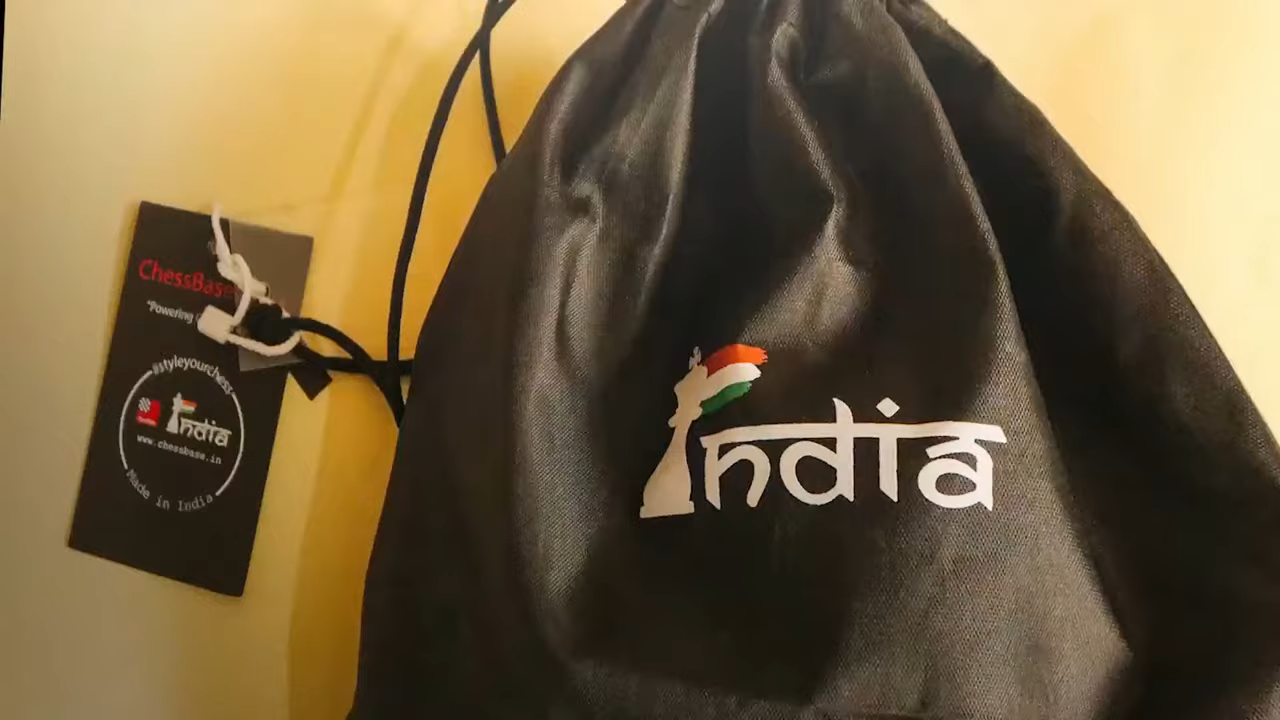 ChessBase
"Powering
#styleyourchess
India
www.chessbase.in
Made in India
India